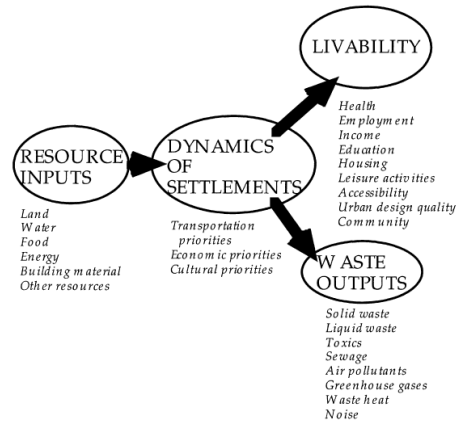 LIVABILITY
Health
Employment
Income
Education
Housing
Leisure activities
Accessibility
Urban design quality
Community
RESOURCE
INPUTS
Land
Water
Food
Energy
Building material
Other resources
DYNAMICS
OF
SETTLEMENTS
Transportation
priorities
Economic priorities
Cultural priorities
WASTE
OUTPUTS
Solid waste
Liquid waste
Toxics
Sewage
Air pollutants
Greenhouse gases
Waste heat
Noise